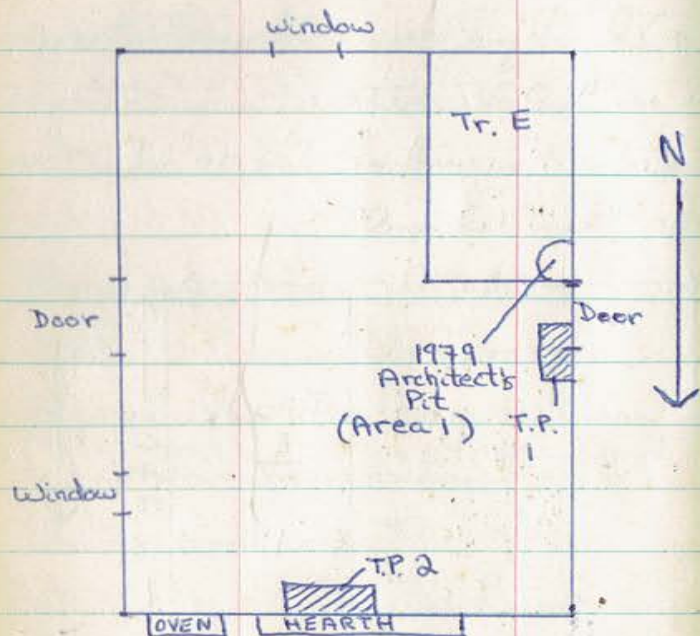 window
Tr. E
N
Door
Door
1979
Architect's
Pit
(Area 1)
T.P.
1
Window
T.P. 2
OVEN
HEARTH